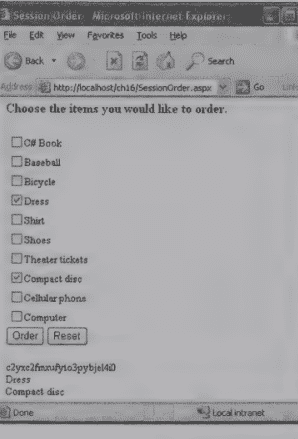 Session Order - Microsoft Internet Explorer
File Edit View Favorites Tools Help
Back Search
Address http://localhost/ch16/SessionOrder.aspx Go
Choose the items you would like to order.
C# Book
Baseball
Bicycle
Dress
Shirt
Shoes
Theater tickets
Compact disc
Cellular phone
Computer
Order Reset
Dress
Compact disc
Done Local intranet